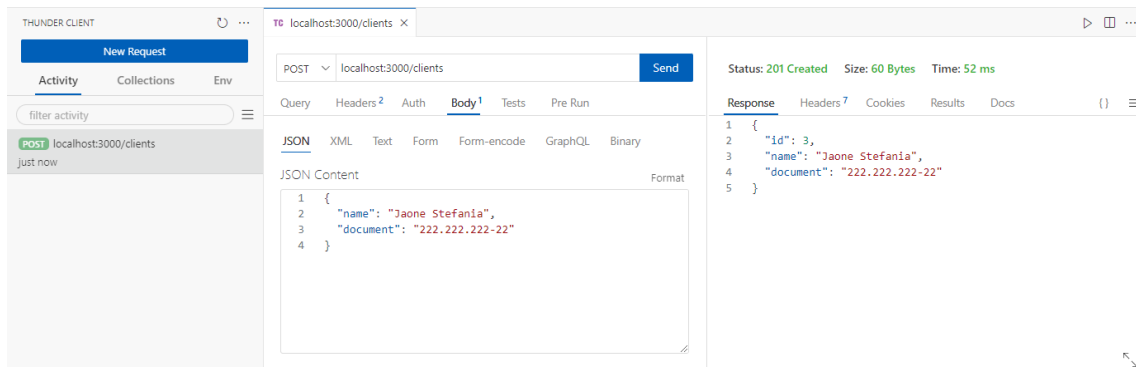 THUNDER CLIENT
New Request
Activity Collections Env
filter activity
POST localhost:3000/clients
just now
TC localhost:3000/clients
POST localhost:3000/clients Send
Query Headers 2 Auth Body 1 Tests Pre Run
JSON XML Text Form Form-encode GraphQL Binary
JSON Content Format
1 {
2 "name": "Jaone Stefania",
3 "document": "222.222.222-22"
4 }
Status: 201 Created Size: 60 Bytes Time: 52 ms
Response Headers 7 Cookies Results Docs { }
1 {
2 "id": 3,
3 "name": "Jaone Stefania",
4 "document": "222.222.222-22"
5 }